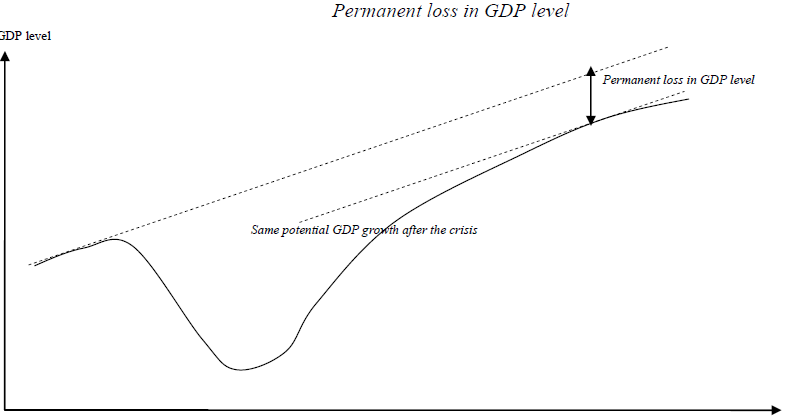 Permanent loss in GDP level
GDP level
Permanent loss in GDP level
Same potential GDP growth after the crisis